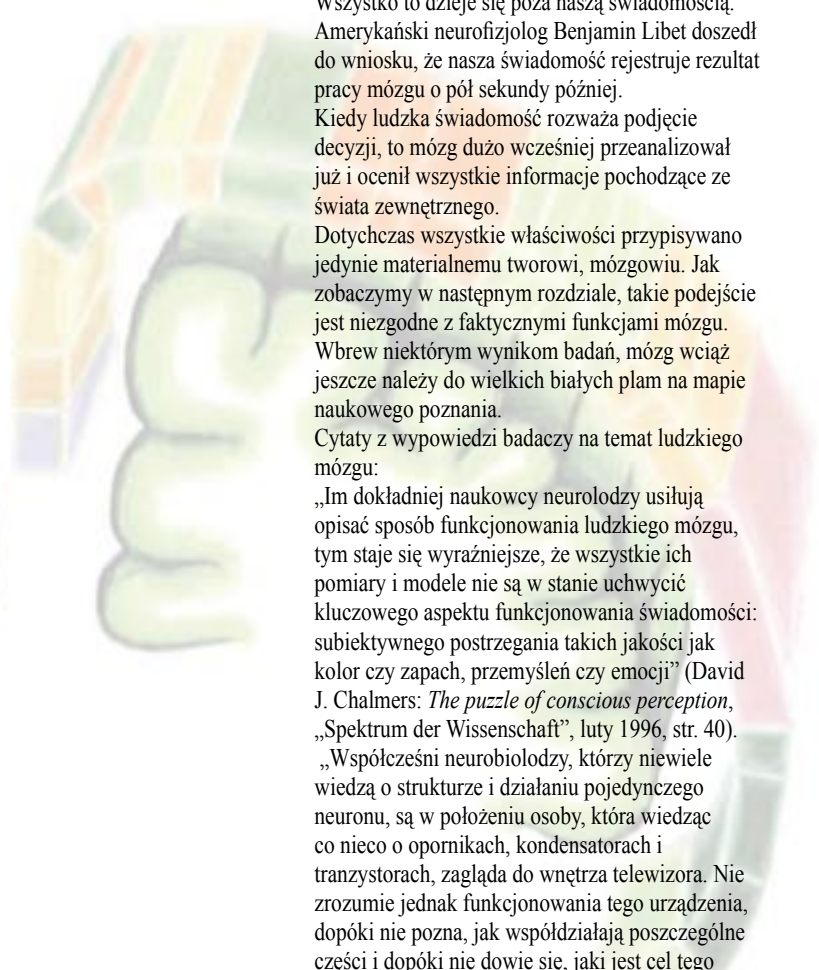 Wszystko to dzieje się poza naszą świadomością.
Amerykański neurofizjolog Benjamin Libet doszedł
do wniosku, że nasza świadomość rejestruje rezultat
pracy mózgu o pół sekundy później.
Kiedy ludzka świadomość rozważa podjęcie
decyzji, to mózg dużo wcześniej przeanalizował
już i ocenił wszystkie informacje pochodzące ze
świata zewnętrznego.
Dotychczas wszystkie właściwości przypisywano
jedynie materialnemu tworowi, mózgowiu. Jak
zobaczymy w następnym rozdziale, takie podejście
jest niezgodne z faktycznymi funkcjami mózgu.
Wbrew niektórym wynikom badań, mózg wciąż
jeszcze należy do wielkich białych plam na mapie
naukowego poznania.
Cytaty z wypowiedzi badaczy na temat ludzkiego
mózgu:
„Im dokładniej naukowcy neurolodzy usiłują
opisać sposób funkcjonowania ludzkiego mózgu,
tym staje się wyraźniejsze, że wszystkie ich
pomiary i modele nie są w stanie uchwycić
kluczowego aspektu funkcjonowania świadomości:
subiektywnego postrzegania takich jakości jak
kolor czy zapach, przemyśleń czy emocji” (David
J. Chalmers: The puzzle of conscious perception,
„Spektrum der Wissenschaft”, luty 1996, str. 40).
„Współcześni neurobiolodzy, którzy niewiele
wiedzą o strukturze i działaniu pojedynczego
neuronu, są w położeniu osoby, która wiedząc
co nieco o opornikach, kondensatorach i
tranzystorach, zagląda do wnętrza telewizora. Nie
zrozumie jednak funkcjonowania tego urządzenia,
dopóki nie pozna, jak współdziałają poszczególne
części i dopóki nie dowie się, jaki jest cel tego